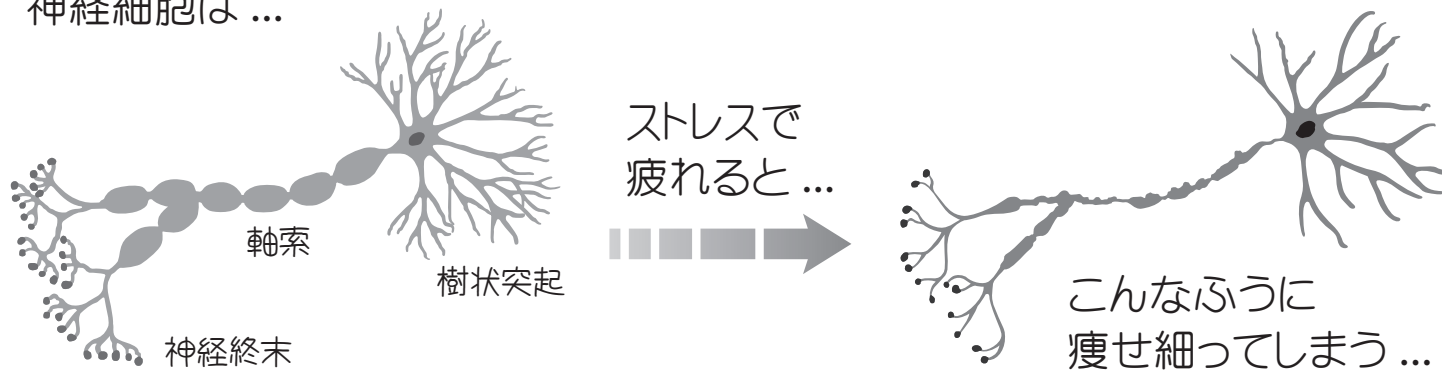 神経細胞は ...
軸索
樹状突起
神経終末
ストレスで
疲れると ...
こんなふうに
痩せ細ってしまう ...